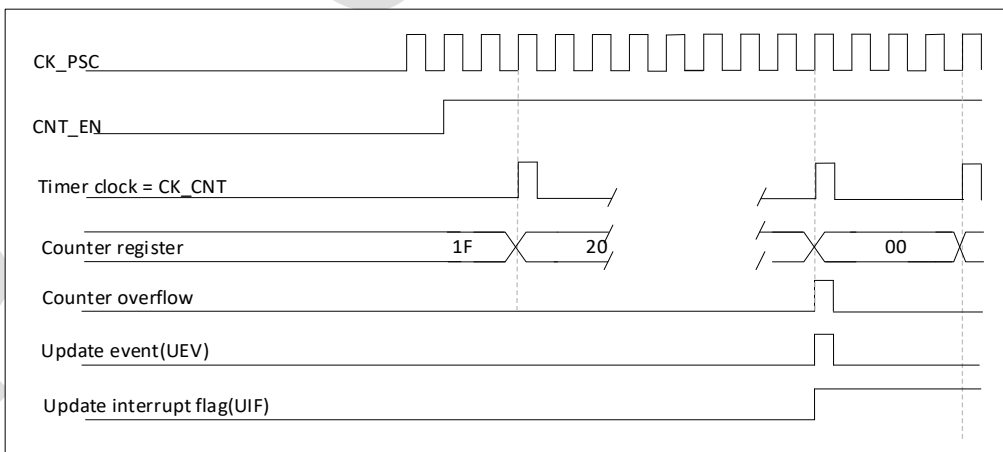 CK_PSC
CNT_EN
Timer clock = CK_CNT
Counter register 1F 20 00
Counter overflow
Update event(UEV)
Update interrupt flag(UIF)